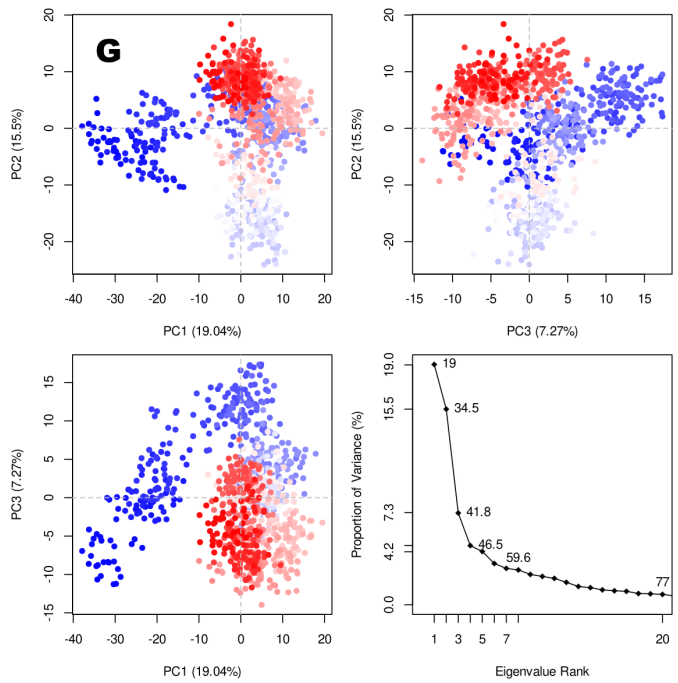 G
20
10
0
-10
-20
PC2 (15.5%)
-40 -30 -20 -10 0 10 20
PC1 (19.04%)
20
10
0
-10
-20
PC2 (15.5%)
-15 -10 -5 0 5 10 15
PC3 (7.27%)
15
10
5
0
-5
-10
-15
PC3 (7.27%)
-40 -30 -20 -10 0 10 20
PC1 (19.04%)
19.0
15.5
7.3
4.2
0.0
Proportion of Variance (%)
19
34.5
41.8
46.5
59.6
77
1 3 5 7 20
Eigenvalue Rank